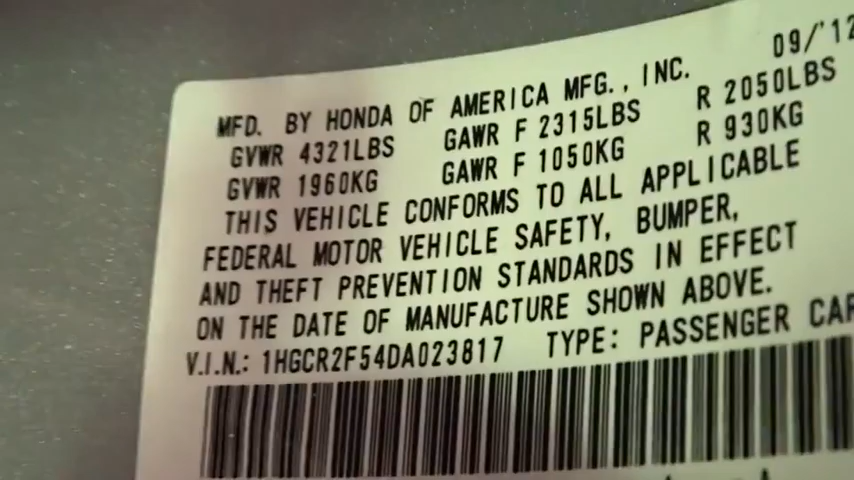 09/'12
MFD. BY HONDA OF AMERICA MFG., INC.
GVWR 4321LBS GAWR F 2315LBS R 2050LBS
GVWR 1960KG GAWR F 1050KG R 930KG
THIS VEHICLE CONFORMS TO ALL APPLICABLE
FEDERAL MOTOR VEHICLE SAFETY, BUMPER,
AND THEFT PREVENTION STANDARDS IN EFFECT
ON THE DATE OF MANUFACTURE SHOWN ABOVE.
V.I.N.: 1HGCR2F54DA023817 TYPE: PASSENGER CAR